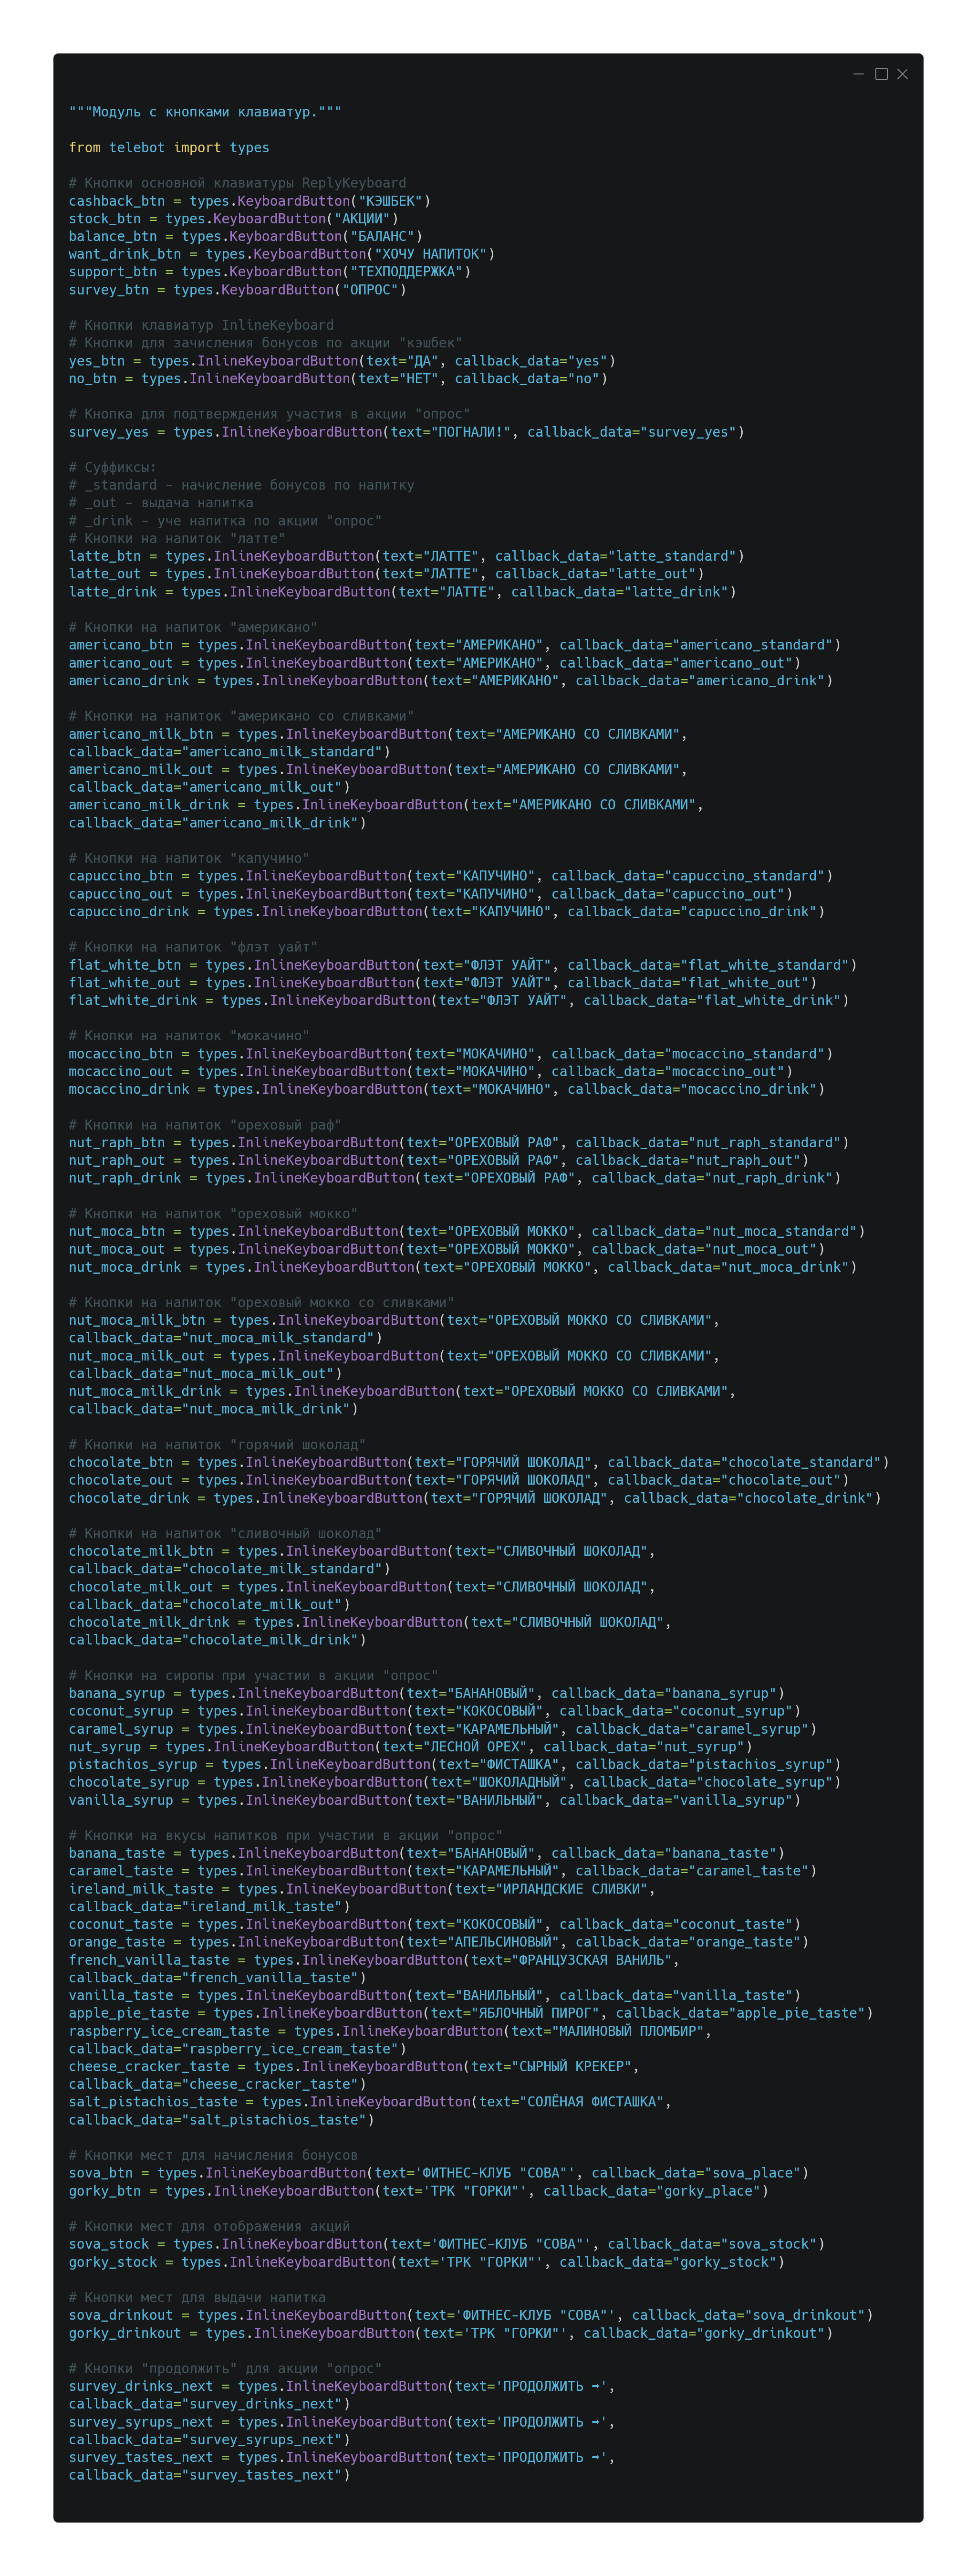 """Модуль с кнопками клавиатур."""
from telebot import types
# Кнопки основной клавиатуры ReplyKeyboard
cashback_btn = types.KeyboardButton("КЭШБЕК")
stock_btn = types.KeyboardButton("АКЦИИ")
balance_btn = types.KeyboardButton("БАЛАНС")
want_drink_btn = types.KeyboardButton("ХОЧУ НАПИТОК")
support_btn = types.KeyboardButton("ТЕХПОДДЕРЖКА")
survey_btn = types.KeyboardButton("ОПРОС")
# Кнопки клавиатур InlineKeyboard
# Кнопки для зачисления бонусов по акции "кэшбек"
yes_btn = types.InlineKeyboardButton(text="ДА", callback_data="yes")
no_btn = types.InlineKeyboardButton(text="НЕТ", callback_data="no")
# Кнопка для подтверждения участия в акции "опрос"
survey_yes = types.InlineKeyboardButton(text="ПОГНАЛИ!", callback_data="survey_yes")
# Суффиксы:
# _standard - начисление бонусов по напитку
# _out - выдача напитка
# _drink - уче напитка по акции "опрос"
# Кнопки на напиток "латте"
latte_btn = types.InlineKeyboardButton(text="ЛАТТЕ", callback_data="latte_standard")
latte_out = types.InlineKeyboardButton(text="ЛАТТЕ", callback_data="latte_out")
latte_drink = types.InlineKeyboardButton(text="ЛАТТЕ", callback_data="latte_drink")
# Кнопки на напиток "американо"
americano_btn = types.InlineKeyboardButton(text="АМЕРИКАНО", callback_data="americano_standard")
americano_out = types.InlineKeyboardButton(text="АМЕРИКАНО", callback_data="americano_out")
americano_drink = types.InlineKeyboardButton(text="АМЕРИКАНО", callback_data="americano_drink")
# Кнопки на напиток "американо со сливками"
americano_milk_btn = types.InlineKeyboardButton(text="АМЕРИКАНО СО СЛИВКАМИ",
callback_data="americano_milk_standard")
americano_milk_out = types.InlineKeyboardButton(text="АМЕРИКАНО СО СЛИВКАМИ",
callback_data="americano_milk_out")
americano_milk_drink = types.InlineKeyboardButton(text="АМЕРИКАНО СО СЛИВКАМИ",
callback_data="americano_milk_drink")
# Кнопки на напиток "капучино"
capuccino_btn = types.InlineKeyboardButton(text="КАПУЧИНО", callback_data="capuccino_standard")
capuccino_out = types.InlineKeyboardButton(text="КАПУЧИНО", callback_data="capuccino_out")
capuccino_drink = types.InlineKeyboardButton(text="КАПУЧИНО", callback_data="capuccino_drink")
# Кнопки на напиток "флэт уайт"
flat_white_btn = types.InlineKeyboardButton(text="ФЛЭТ УАЙТ", callback_data="flat_white_standard")
flat_white_out = types.InlineKeyboardButton(text="ФЛЭТ УАЙТ", callback_data="flat_white_out")
flat_white_drink = types.InlineKeyboardButton(text="ФЛЭТ УАЙТ", callback_data="flat_white_drink")
# Кнопки на напиток "мокачино"
mocaccino_btn = types.InlineKeyboardButton(text="МОКАЧИНО", callback_data="mocaccino_standard")
mocaccino_out = types.InlineKeyboardButton(text="МОКАЧИНО", callback_data="mocaccino_out")
mocaccino_drink = types.InlineKeyboardButton(text="МОКАЧИНО", callback_data="mocaccino_drink")
# Кнопки на напиток "ореховый раф"
nut_raph_btn = types.InlineKeyboardButton(text="ОРЕХОВЫЙ РАФ", callback_data="nut_raph_standard")
nut_raph_out = types.InlineKeyboardButton(text="ОРЕХОВЫЙ РАФ", callback_data="nut_raph_out")
nut_raph_drink = types.InlineKeyboardButton(text="ОРЕХОВЫЙ РАФ", callback_data="nut_raph_drink")
# Кнопки на напиток "ореховый мокко"
nut_moca_btn = types.InlineKeyboardButton(text="ОРЕХОВЫЙ МОККО", callback_data="nut_moca_standard")
nut_moca_out = types.InlineKeyboardButton(text="ОРЕХОВЫЙ МОККО", callback_data="nut_moca_out")
nut_moca_drink = types.InlineKeyboardButton(text="ОРЕХОВЫЙ МОККО", callback_data="nut_moca_drink")
# Кнопки на напиток "ореховый мокко со сливками"
nut_moca_milk_btn = types.InlineKeyboardButton(text="ОРЕХОВЫЙ МОККО СО СЛИВКАМИ",
callback_data="nut_moca_milk_standard")
nut_moca_milk_out = types.InlineKeyboardButton(text="ОРЕХОВЫЙ МОККО СО СЛИВКАМИ",
callback_data="nut_moca_milk_out")
nut_moca_milk_drink = types.InlineKeyboardButton(text="ОРЕХОВЫЙ МОККО СО СЛИВКАМИ",
callback_data="nut_moca_milk_drink")
# Кнопки на напиток "горячий шоколад"
chocolate_btn = types.InlineKeyboardButton(text="ГОРЯЧИЙ ШОКОЛАД", callback_data="chocolate_standard")
chocolate_out = types.InlineKeyboardButton(text="ГОРЯЧИЙ ШОКОЛАД", callback_data="chocolate_out")
chocolate_drink = types.InlineKeyboardButton(text="ГОРЯЧИЙ ШОКОЛАД", callback_data="chocolate_drink")
# Кнопки на напиток "сливочный шоколад"
chocolate_milk_btn = types.InlineKeyboardButton(text="СЛИВОЧНЫЙ ШОКОЛАД",
callback_data="chocolate_milk_standard")
chocolate_milk_out = types.InlineKeyboardButton(text="СЛИВОЧНЫЙ ШОКОЛАД",
callback_data="chocolate_milk_out")
chocolate_milk_drink = types.InlineKeyboardButton(text="СЛИВОЧНЫЙ ШОКОЛАД",
callback_data="chocolate_milk_drink")
# Кнопки на сиропы при участии в акции "опрос"
banana_syrup = types.InlineKeyboardButton(text="БАНАНОВЫЙ", callback_data="banana_syrup")
coconut_syrup = types.InlineKeyboardButton(text="КОКОСОВЫЙ", callback_data="coconut_syrup")
caramel_syrup = types.InlineKeyboardButton(text="КАРАМЕЛЬНЫЙ", callback_data="caramel_syrup")
nut_syrup = types.InlineKeyboardButton(text="ЛЕСНОЙ ОРЕХ", callback_data="nut_syrup")
pistachios_syrup = types.InlineKeyboardButton(text="ФИСТАШКА", callback_data="pistachios_syrup")
chocolate_syrup = types.InlineKeyboardButton(text="ШОКОЛАДНЫЙ", callback_data="chocolate_syrup")
vanilla_syrup = types.InlineKeyboardButton(text="ВАНИЛЬНЫЙ", callback_data="vanilla_syrup")
# Кнопки на вкусы напитков при участии в акции "опрос"
banana_taste = types.InlineKeyboardButton(text="БАНАНОВЫЙ", callback_data="banana_taste")
caramel_taste = types.InlineKeyboardButton(text="КАРАМЕЛЬНЫЙ", callback_data="caramel_taste")
ireland_milk_taste = types.InlineKeyboardButton(text="ИРЛАНДСКИЕ СЛИВКИ",
callback_data="ireland_milk_taste")
coconut_taste = types.InlineKeyboardButton(text="КОКОСОВЫЙ", callback_data="coconut_taste")
orange_taste = types.InlineKeyboardButton(text="АПЕЛЬСИНОВЫЙ", callback_data="orange_taste")
french_vanilla_taste = types.InlineKeyboardButton(text="ФРАНЦУЗСКАЯ ВАНИЛЬ",
callback_data="french_vanilla_taste")
vanilla_taste = types.InlineKeyboardButton(text="ВАНИЛЬНЫЙ", callback_data="vanilla_taste")
apple_pie_taste = types.InlineKeyboardButton(text="ЯБЛОЧНЫЙ ПИРОГ", callback_data="apple_pie_taste")
raspberry_ice_cream_taste = types.InlineKeyboardButton(text="МАЛИНОВЫЙ ПЛОМБИР",
callback_data="raspberry_ice_cream_taste")
cheese_cracker_taste = types.InlineKeyboardButton(text="СЫРНЫЙ КРЕКЕР",
callback_data="cheese_cracker_taste")
salt_pistachios_taste = types.InlineKeyboardButton(text="СОЛЁНАЯ ФИСТАШКА",
callback_data="salt_pistachios_taste")
# Кнопки мест для начисления бонусов
sova_btn = types.InlineKeyboardButton(text='ФИТНЕС-КЛУБ "СОВА"', callback_data="sova_place")
gorky_btn = types.InlineKeyboardButton(text='ТРК "ГОРКИ"', callback_data="gorky_place")
# Кнопки мест для отображения акций
sova_stock = types.InlineKeyboardButton(text='ФИТНЕС-КЛУБ "СОВА"', callback_data="sova_stock")
gorky_stock = types.InlineKeyboardButton(text='ТРК "ГОРКИ"', callback_data="gorky_stock")
# Кнопки мест для выдачи напитка
sova_drinkout = types.InlineKeyboardButton(text='ФИТНЕС-КЛУБ "СОВА"', callback_data="sova_drinkout")
gorky_drinkout = types.InlineKeyboardButton(text='ТРК "ГОРКИ"', callback_data="gorky_drinkout")
# Кнопки "продолжить" для акции "опрос"
survey_drinks_next = types.InlineKeyboardButton(text='ПРОДОЛЖИТЬ ➡',
callback_data="survey_drinks_next")
survey_syrups_next = types.InlineKeyboardButton(text='ПРОДОЛЖИТЬ ➡',
callback_data="survey_syrups_next")
survey_tastes_next = types.InlineKeyboardButton(text='ПРОДОЛЖИТЬ ➡',
callback_data="survey_tastes_next")